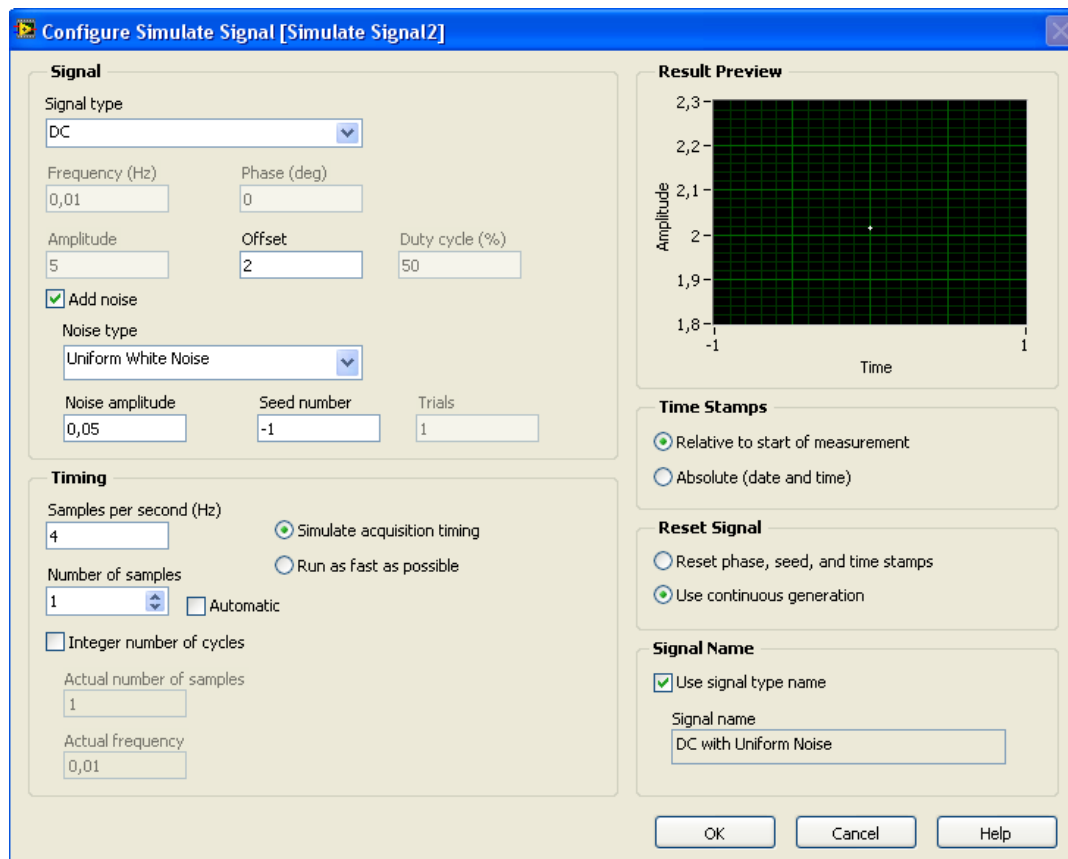 Configure Simulate Signal [Simulate Signal2]
Signal
Signal type
DC
Frequency (Hz) Phase (deg)
0,01 0
Amplitude Offset Duty cycle (%)
5 2 50
Add noise
Noise type
Uniform White Noise
Noise amplitude Seed number Trials
0,05 -1 1
Timing
Samples per second (Hz)
4
Simulate acquisition timing
Run as fast as possible
Number of samples
1
Automatic
Integer number of cycles
Actual number of samples
1
Actual frequency
0,01
Result Preview
2,3
2,2
2,1
2
1,9
1,8
Amplitude
-1 1
Time
Time Stamps
Relative to start of measurement
Absolute (date and time)
Reset Signal
Reset phase, seed, and time stamps
Use continuous generation
Signal Name
Use signal type name
Signal name
DC with Uniform Noise
OK Cancel Help